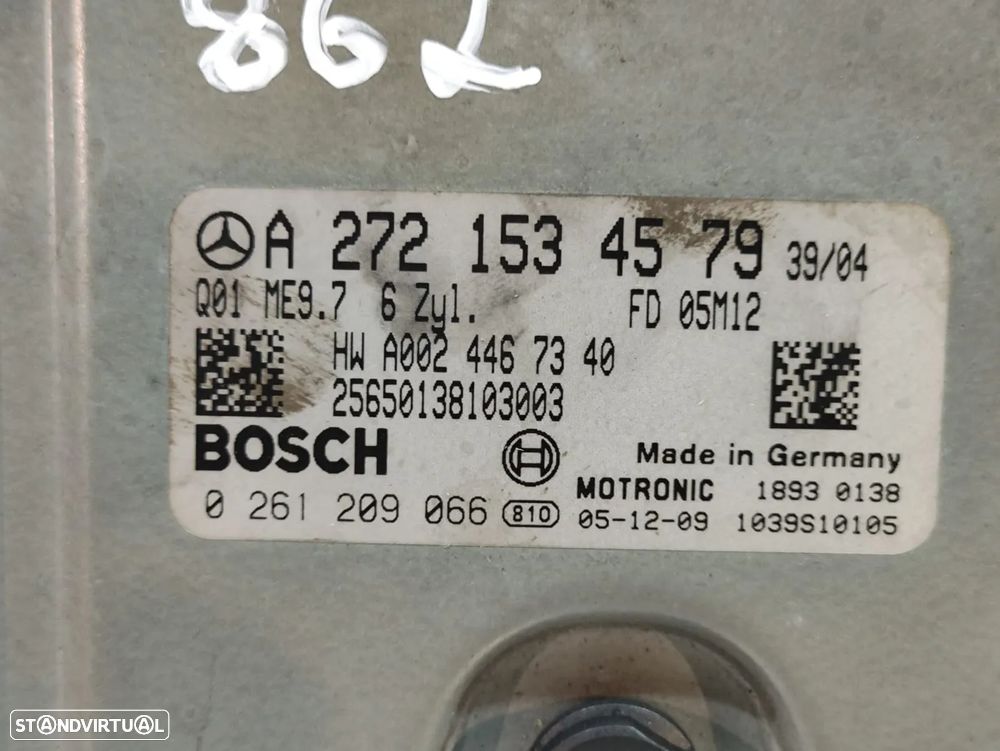 862
A 272 153 45 79 39/04
Q01 ME9.7 6 Zyl. FD 05M12
HW A002 446 73 40
25650138103003
BOSCH Made in Germany
MOTRONIC 1893 0138
0 261 209 066 810 05-12-09 1039S10105
STANDVIRTUAL